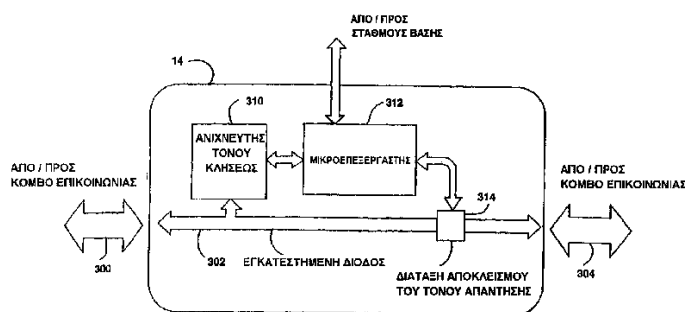 ΑΠΟ / ΠΡΟΣ
ΣΤΑΘΜΟΥΣ ΒΑΣΗΣ
14
310
312
ΑΝΙΧΝΕΥΤΗΣ
ΤΟΝΟΥ
ΚΛΗΣΕΩΣ
ΜΙΚΡΟΕΠΕΞΕΡΓΑΣΤΗΣ
ΑΠΟ / ΠΡΟΣ
ΚΟΜΒΟ ΕΠΙΚΟΙΝΩΝΙΑΣ
ΑΠΟ / ΠΡΟΣ
ΚΟΜΒΟ ΕΠΙΚΟΙΝΩΝΙΑΣ
314
300
302
ΕΓΚΑΤΕΣΤΗΜΕΝΗ ΔΙΟΔΟΣ
ΔΙΑΤΑΞΗ ΑΠΟΚΛΕΙΣΜΟΥ
ΤΟΥ ΤΟΝΟΥ ΑΠΑΝΤΗΣΗΣ
304